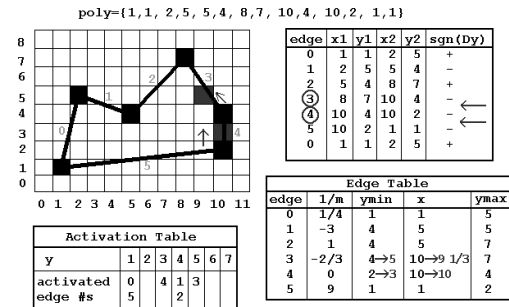 poly={1,1, 2,5, 5,4, 8,7, 10,4, 10,2, 1,1}
8
7
6
5
4
3
2
1
0
0 1 2 3 4 5 6 7 8 9 10 11
0
1
2
3
4
5
edge x1 y1 x2 y2 sgn(Dy)
0 1 1 2 5 +
1 2 5 5 4 -
2 5 4 8 7 +
3 8 7 10 4 -
4 10 4 10 2 -
5 10 2 1 1 -
0 1 1 2 5 +
Activation Table
y 1 2 3 4 5 6 7
activated 0 4 1 3
edge #s 5 2
Edge Table
edge 1/m ymin x ymax
0 1/4 1 1 5
1 -3 4 5 5
2 1 4 5 7
3 -2/3 4→5 10→9 1/3 7
4 0 2→3 10→10 4
5 9 1 1 2